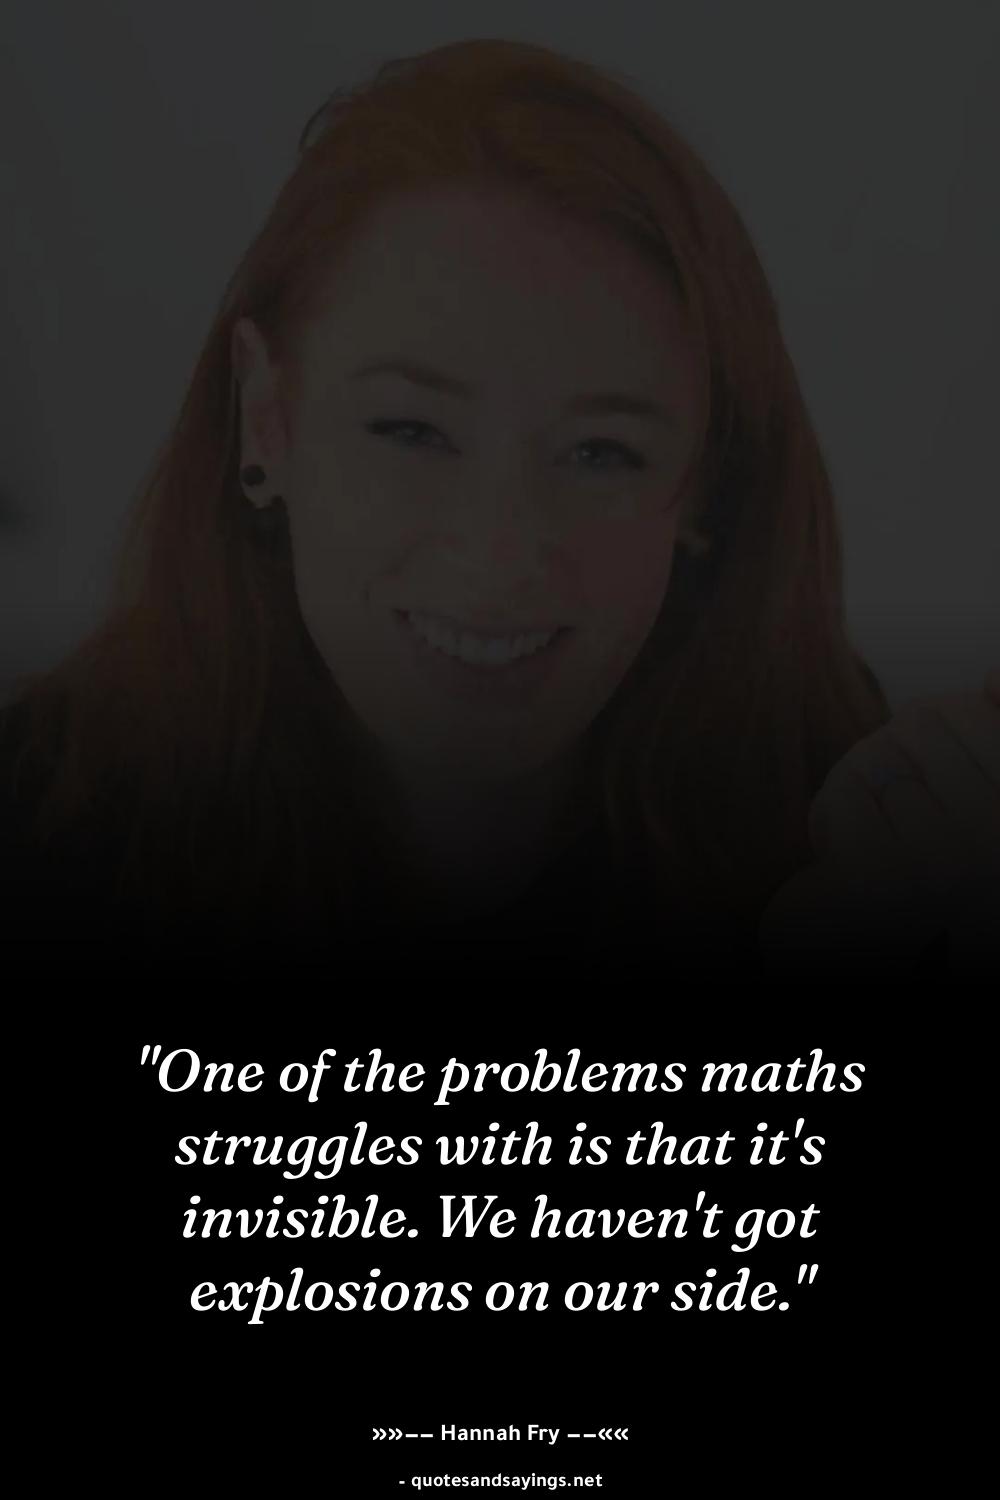 "One of the problems maths
struggles with is that it's
invisible. We haven't got
explosions on our side."
»»–– Hannah Fry ––««
- quotesandsayings.net